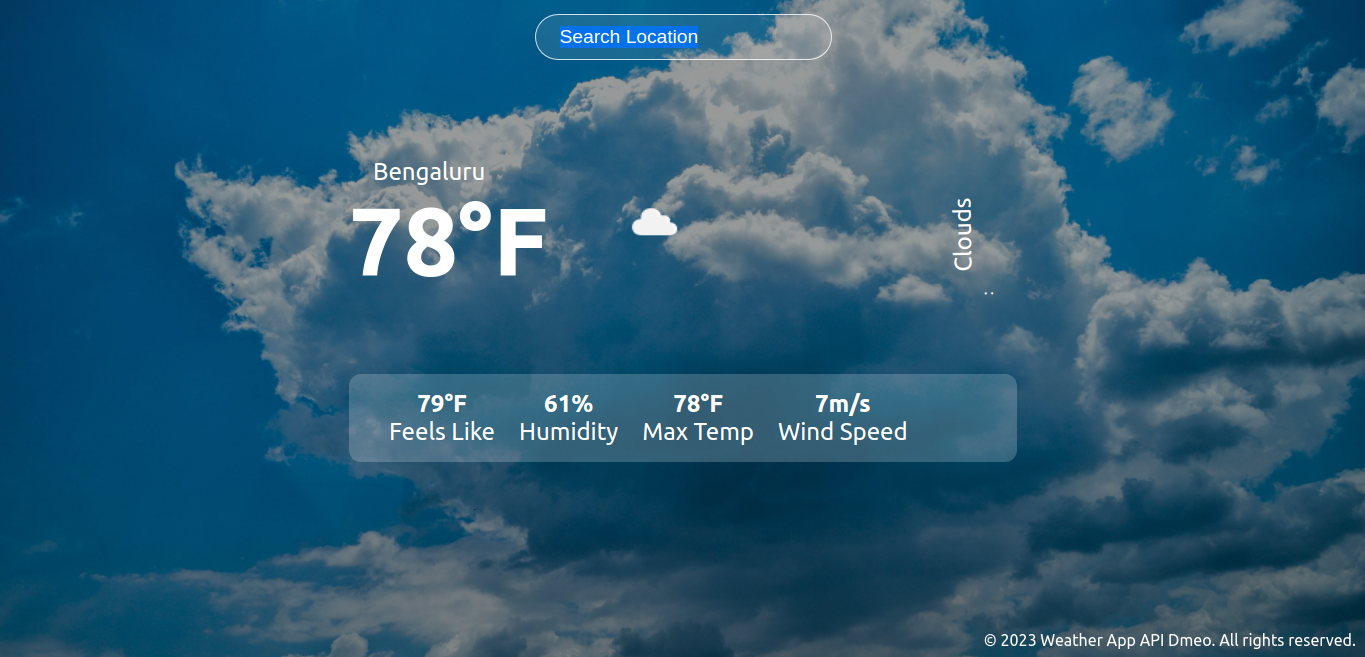 Search Location
Bengaluru
78°F
Clouds
..
79°F
Feels Like
61%
Humidity
78°F
Max Temp
7m/s
Wind Speed
© 2023 Weather App API Dmeo. All rights reserved.